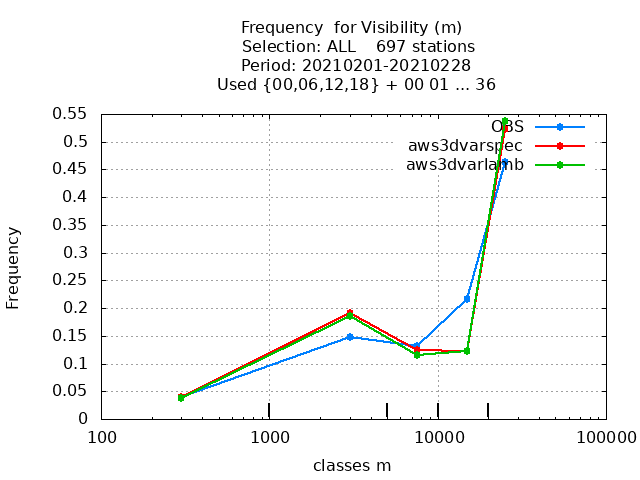 Frequency  for Visibility (m)
Selection: ALL    697 stations
Period: 20210201-20210228
Used {00,06,12,18} + 00 01 ... 36
0.55
0.5
0.45
0.4
0.35
0.3
0.25
0.2
0.15
0.1
0.05
0
Frequency
OBS
aws3dvarspec
aws3dvarlamb
100
1000
10000
100000
classes m